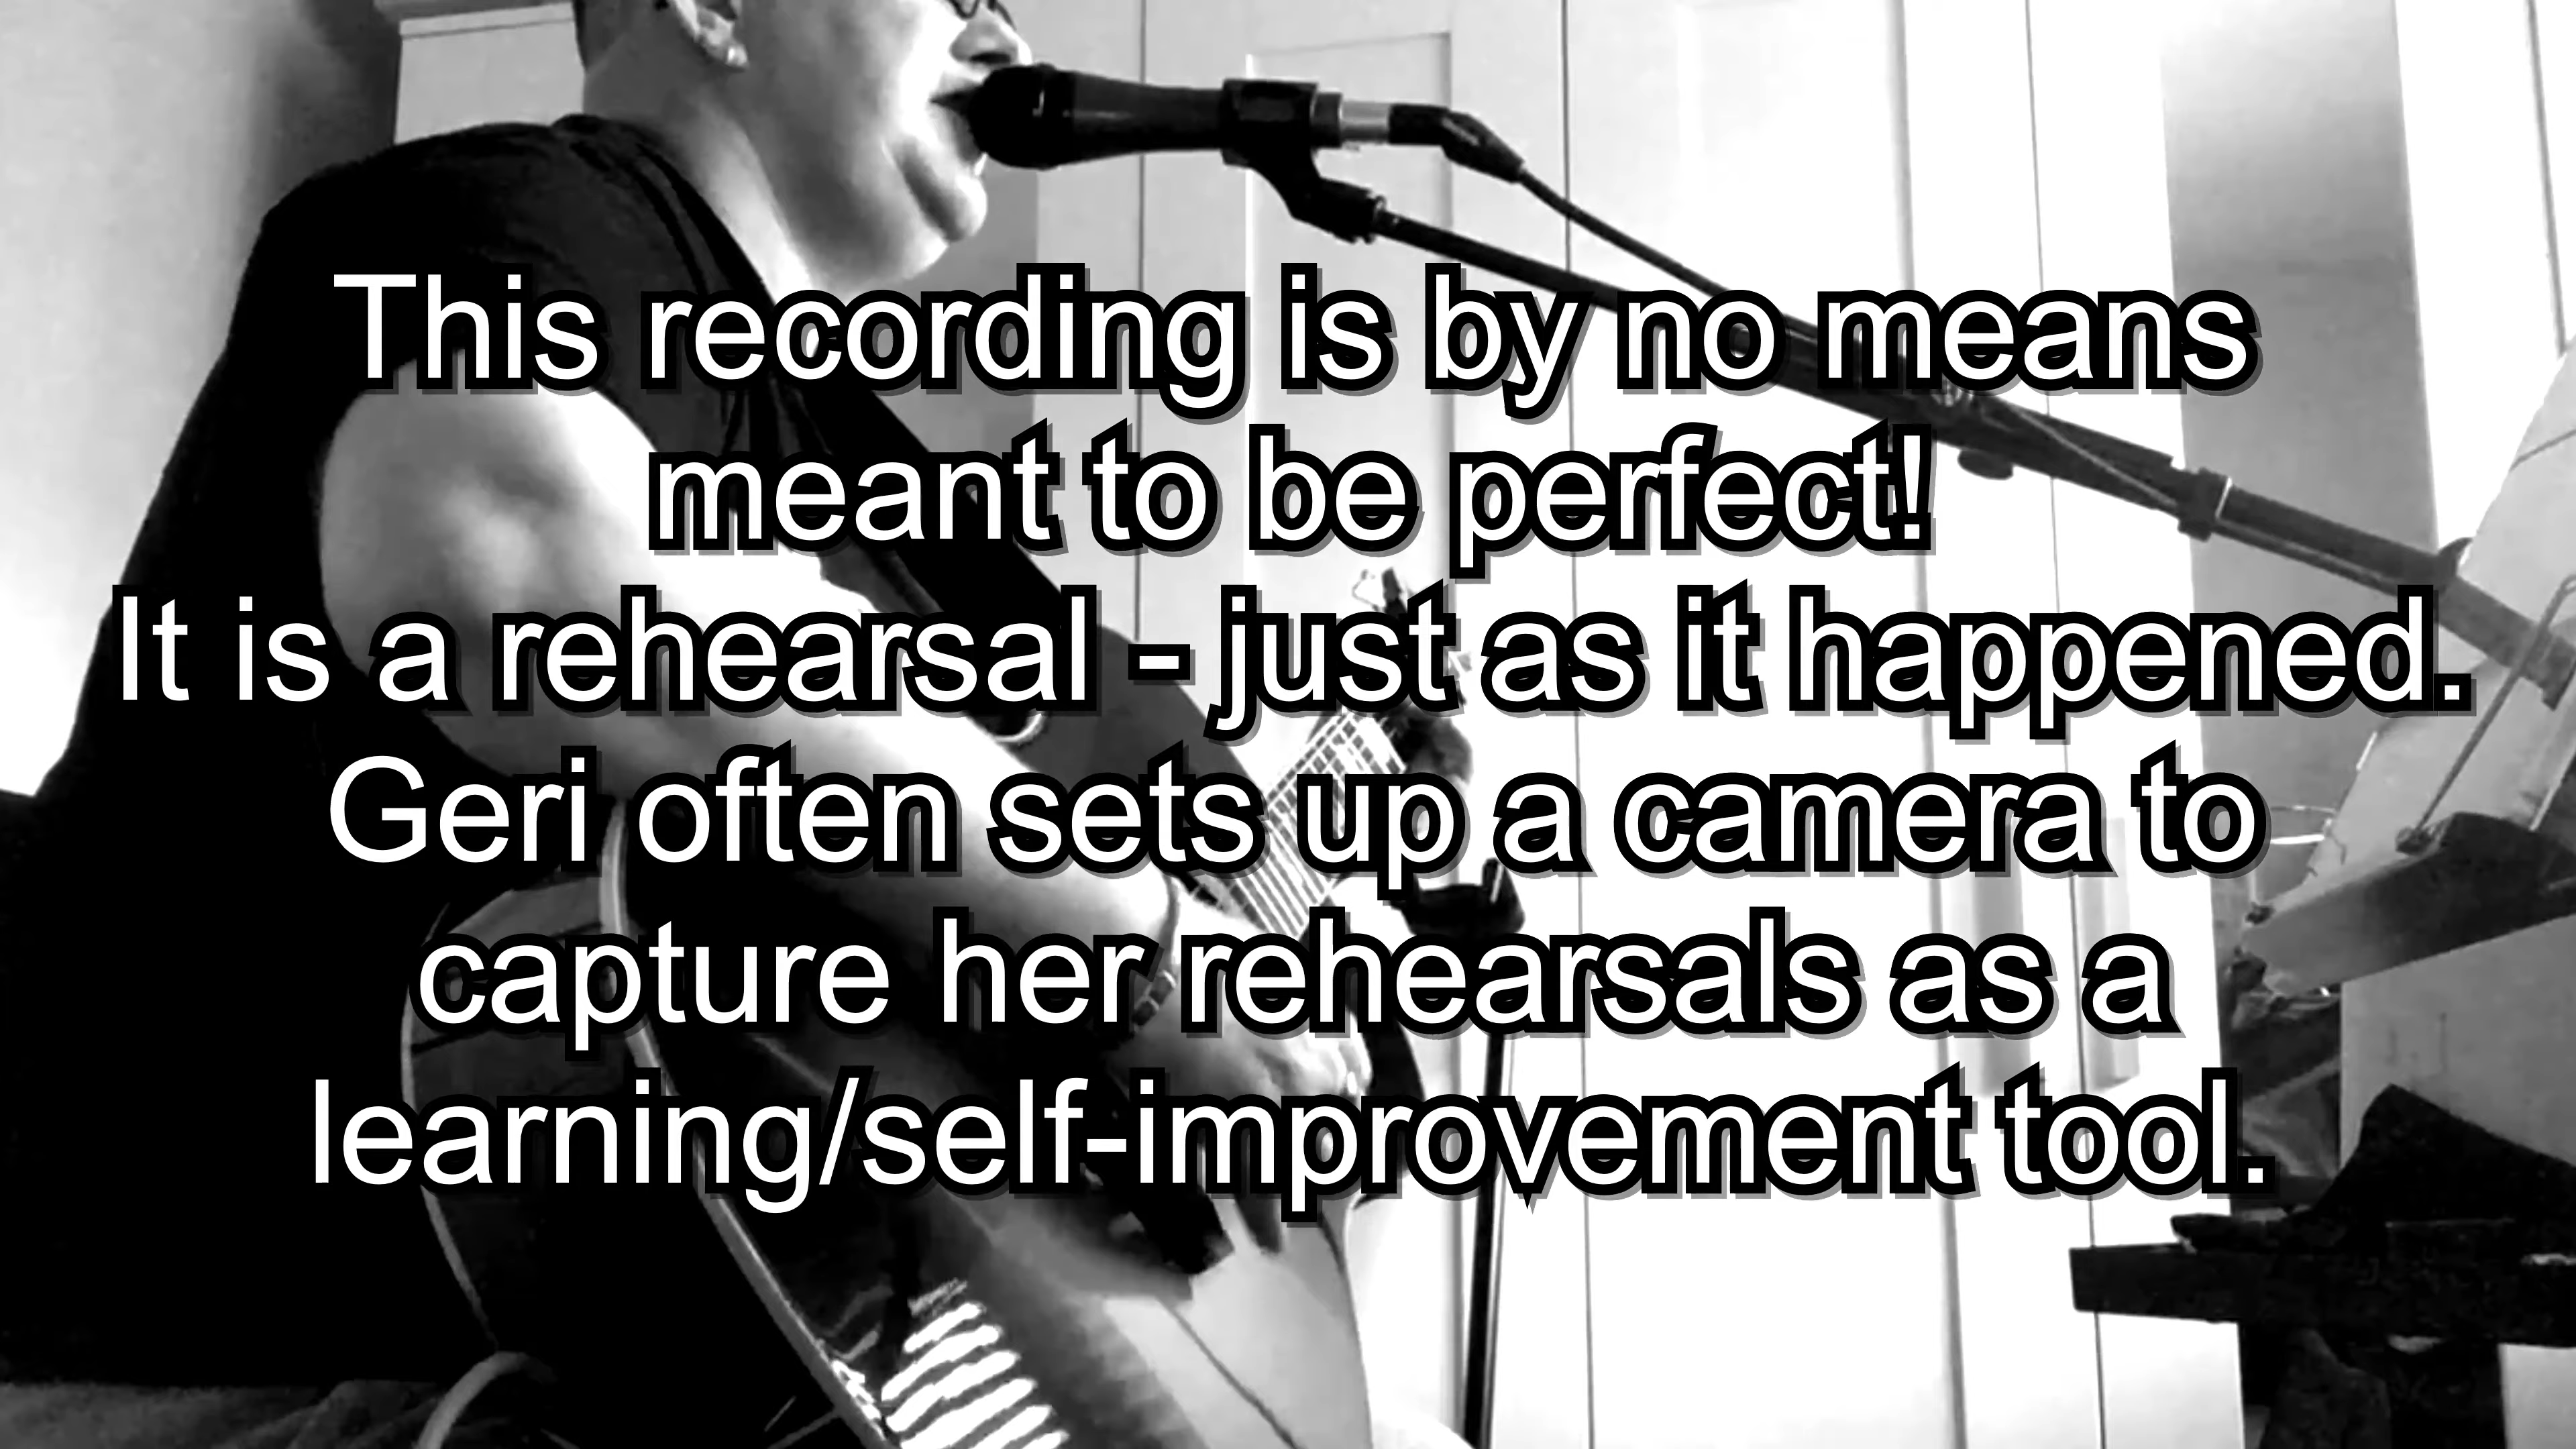 This recording is by no means
meant to be perfect!
It is a rehearsal - just as it happened.
Geri often sets up a camera to
capture her rehearsals as a
learning/self-improvement tool.